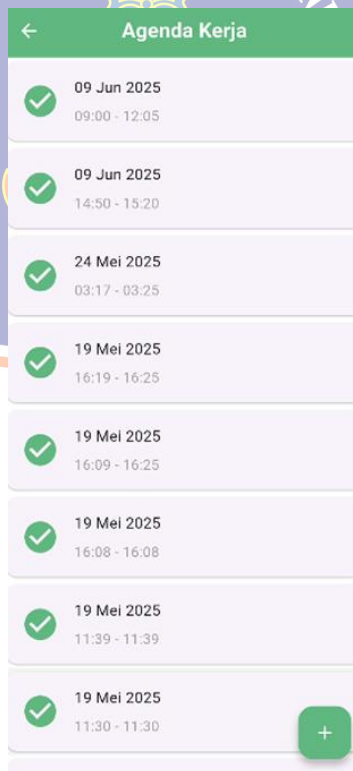 Agenda Kerja
09 Jun 2025
09:00 - 12:05
09 Jun 2025
14:50 - 15:20
24 Mei 2025
03:17 - 03:25
19 Mei 2025
16:19 - 16:25
19 Mei 2025
16:09 - 16:25
19 Mei 2025
16:08 - 16:08
19 Mei 2025
11:39 - 11:39
19 Mei 2025
11:30 - 11:30